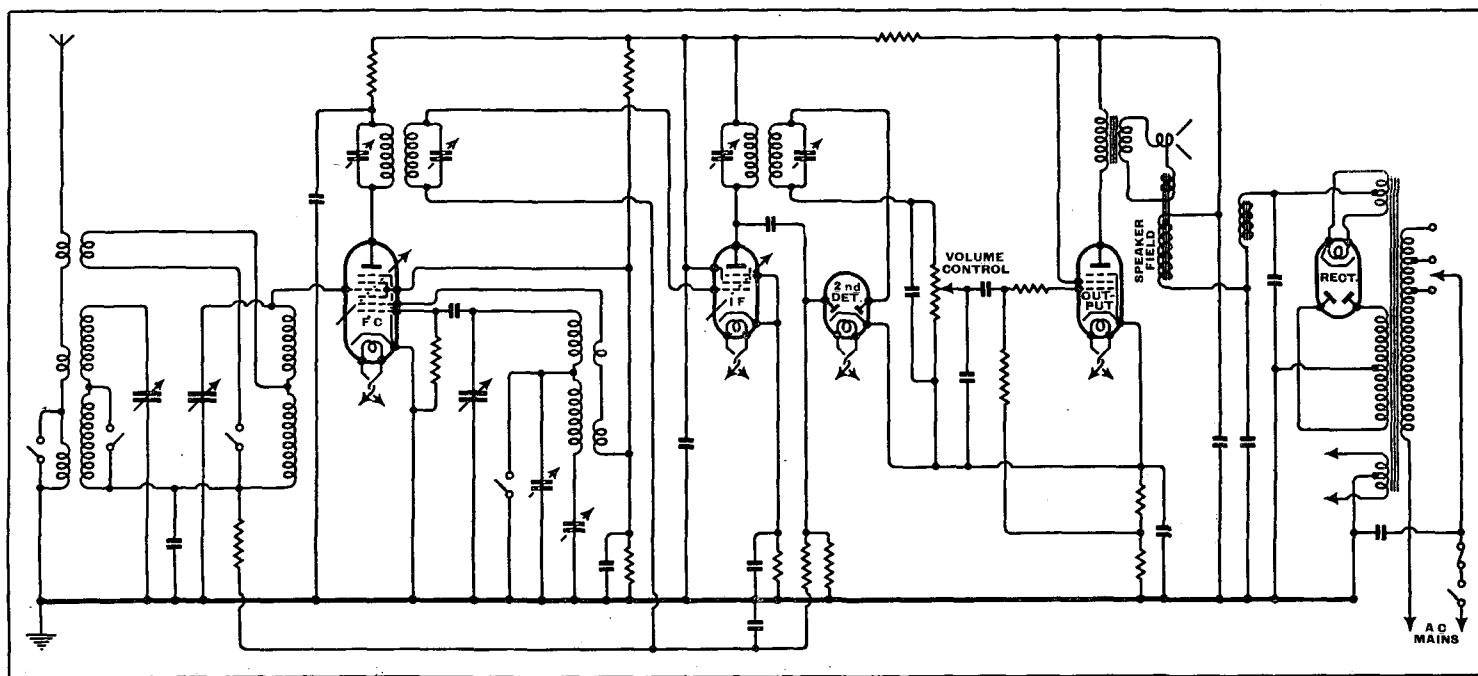 VOLUME
CONTROL
SPEAKER
FIELD
RECT.
F C
I F
2nd
DET.
OUT-
PUT
A C
MAINS